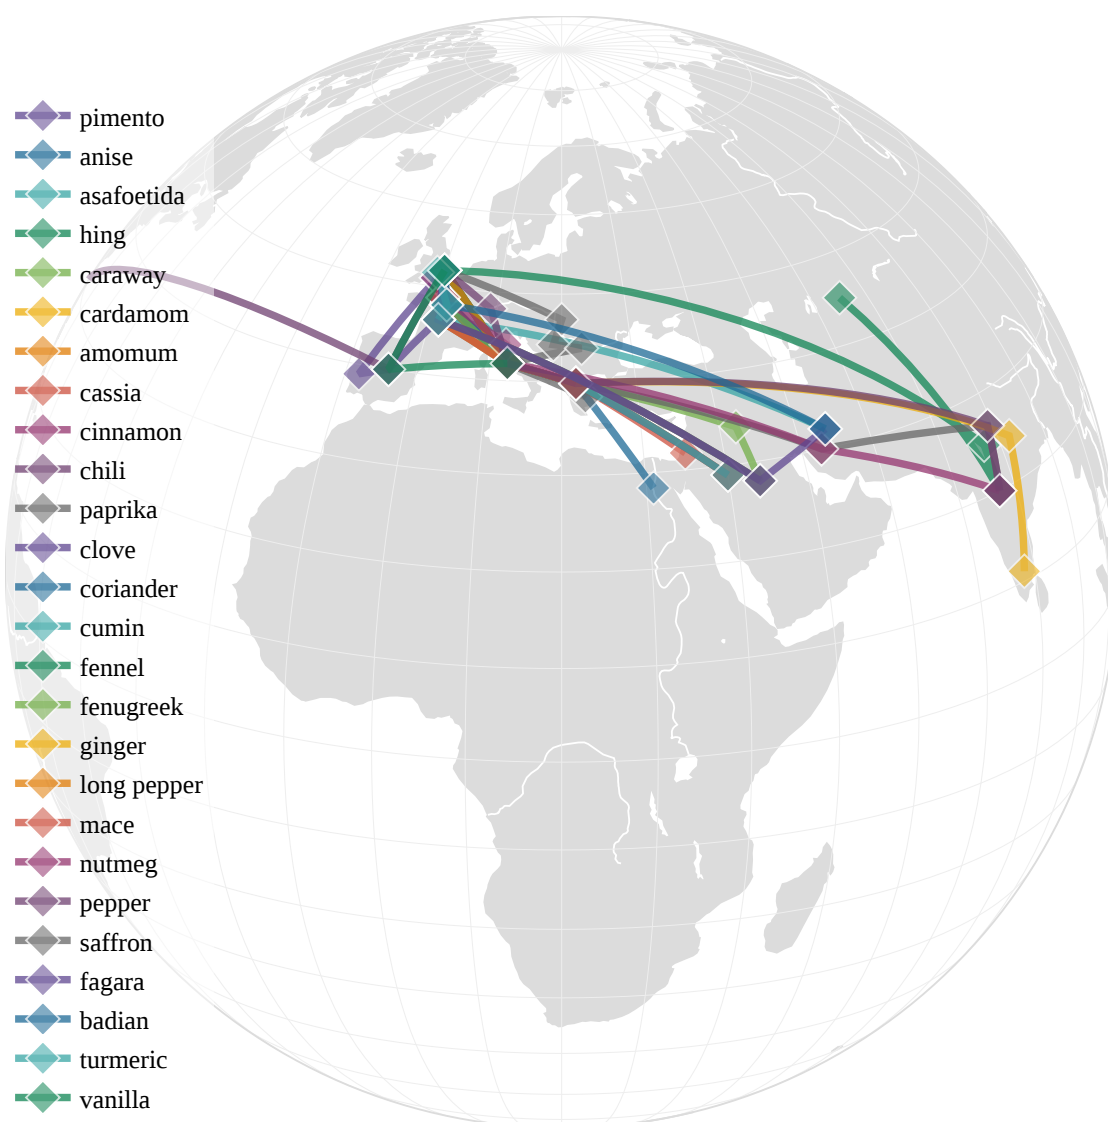 pimento
anise
asafoetida
hing
caraway
cardamom
amomum
cassia
cinnamon
chili
paprika
clove
coriander
cumin
fennel
fenugreek
ginger
long pepper
mace
nutmeg
pepper
saffron
fagara
badian
turmeric
vanilla